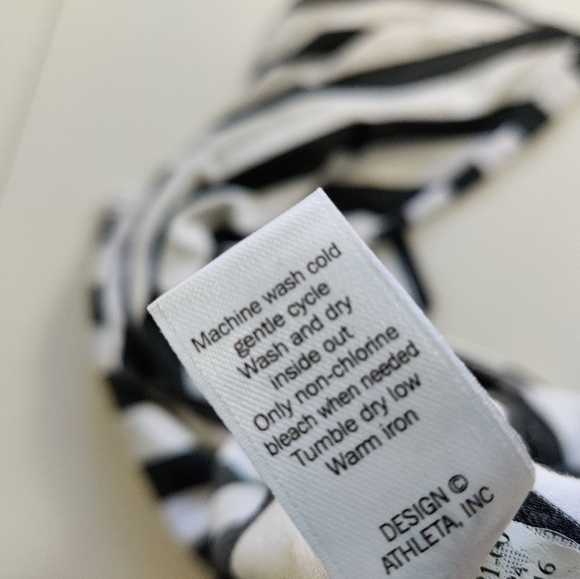 Machine wash cold
gentle cycle
Wash and dry
inside out
Only non-chlorine
bleach when needed
Tumble dry low
Warm iron
DESIGN ©
ATHLETA, INC